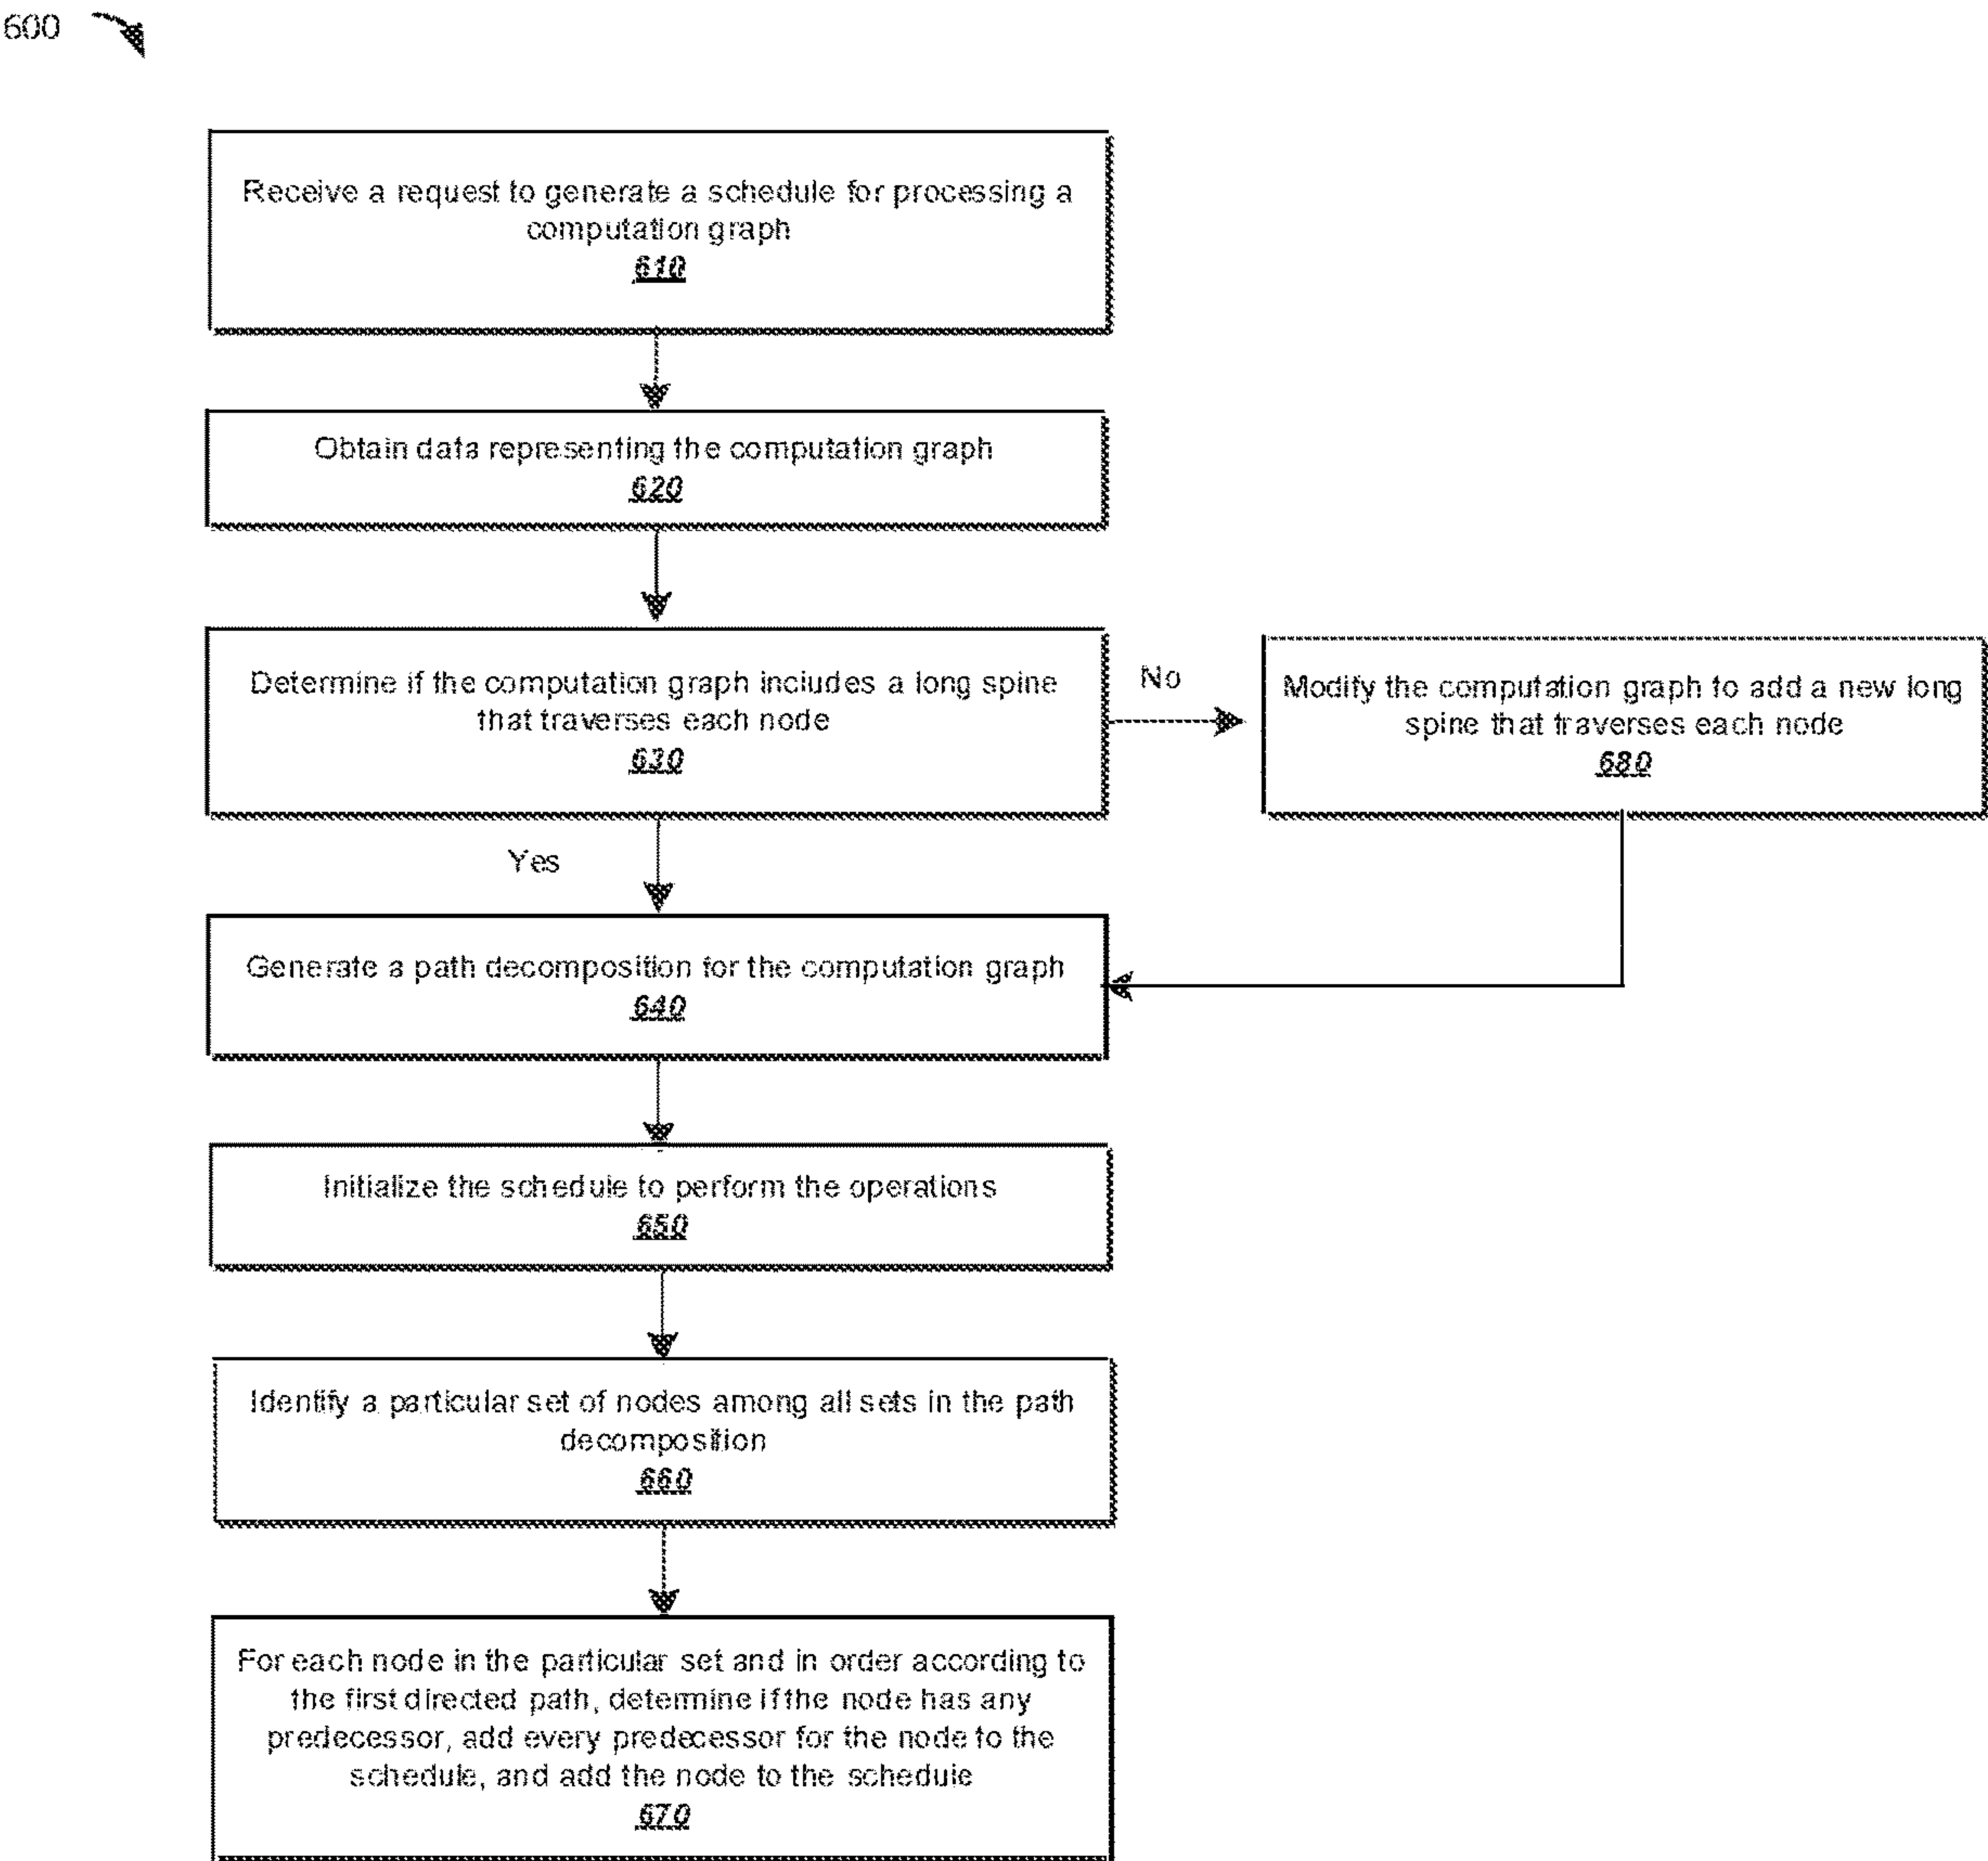 600
Receive a request to generate a schedule for processing a
computation graph
610
Obtain data representing the computation graph
620
Determine if the computation graph includes a long spine
that traverses each node
630
No
Modify the computation graph to add a new long
spine that traverses each node
680
Yes
Generate a path decomposition for the computation graph
640
Initialize the schedule to perform the operations
650
Identify a particular set of nodes among all sets in the path
decomposition
660
For each node in the particular set and in order according to
the first directed path, determine if the node has any
predecessor, add every predecessor for the node to the
schedule, and add the node to the schedule
670